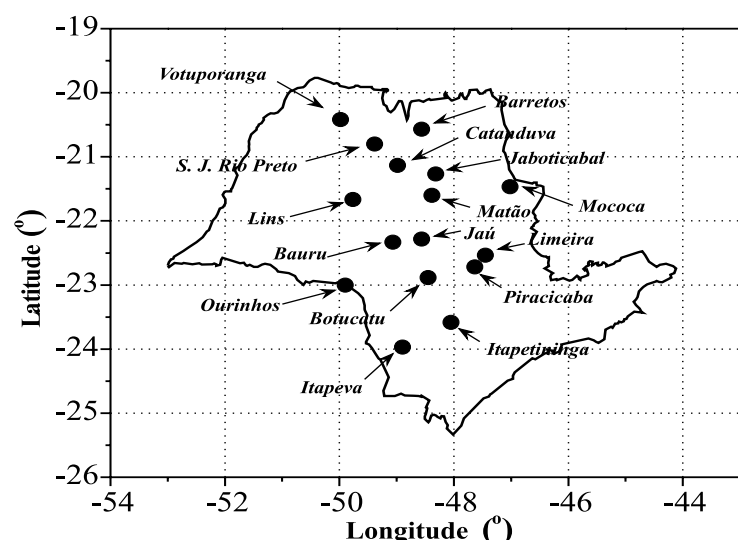 -19
Votuporanga
-20
Barretos
Catanduva
-21
S. J. Rio Preto
Jaboticabal
Lins
Matão
Mococa
-22
Jaú
Limeira
Bauru
-23
Ourinhos
Botucatu
Piracicaba
Itapetininga
-24
Itapeva
-25
-26
-54 -52 -50 -48 -46 -44
Latitude (º)
Longitude (º)